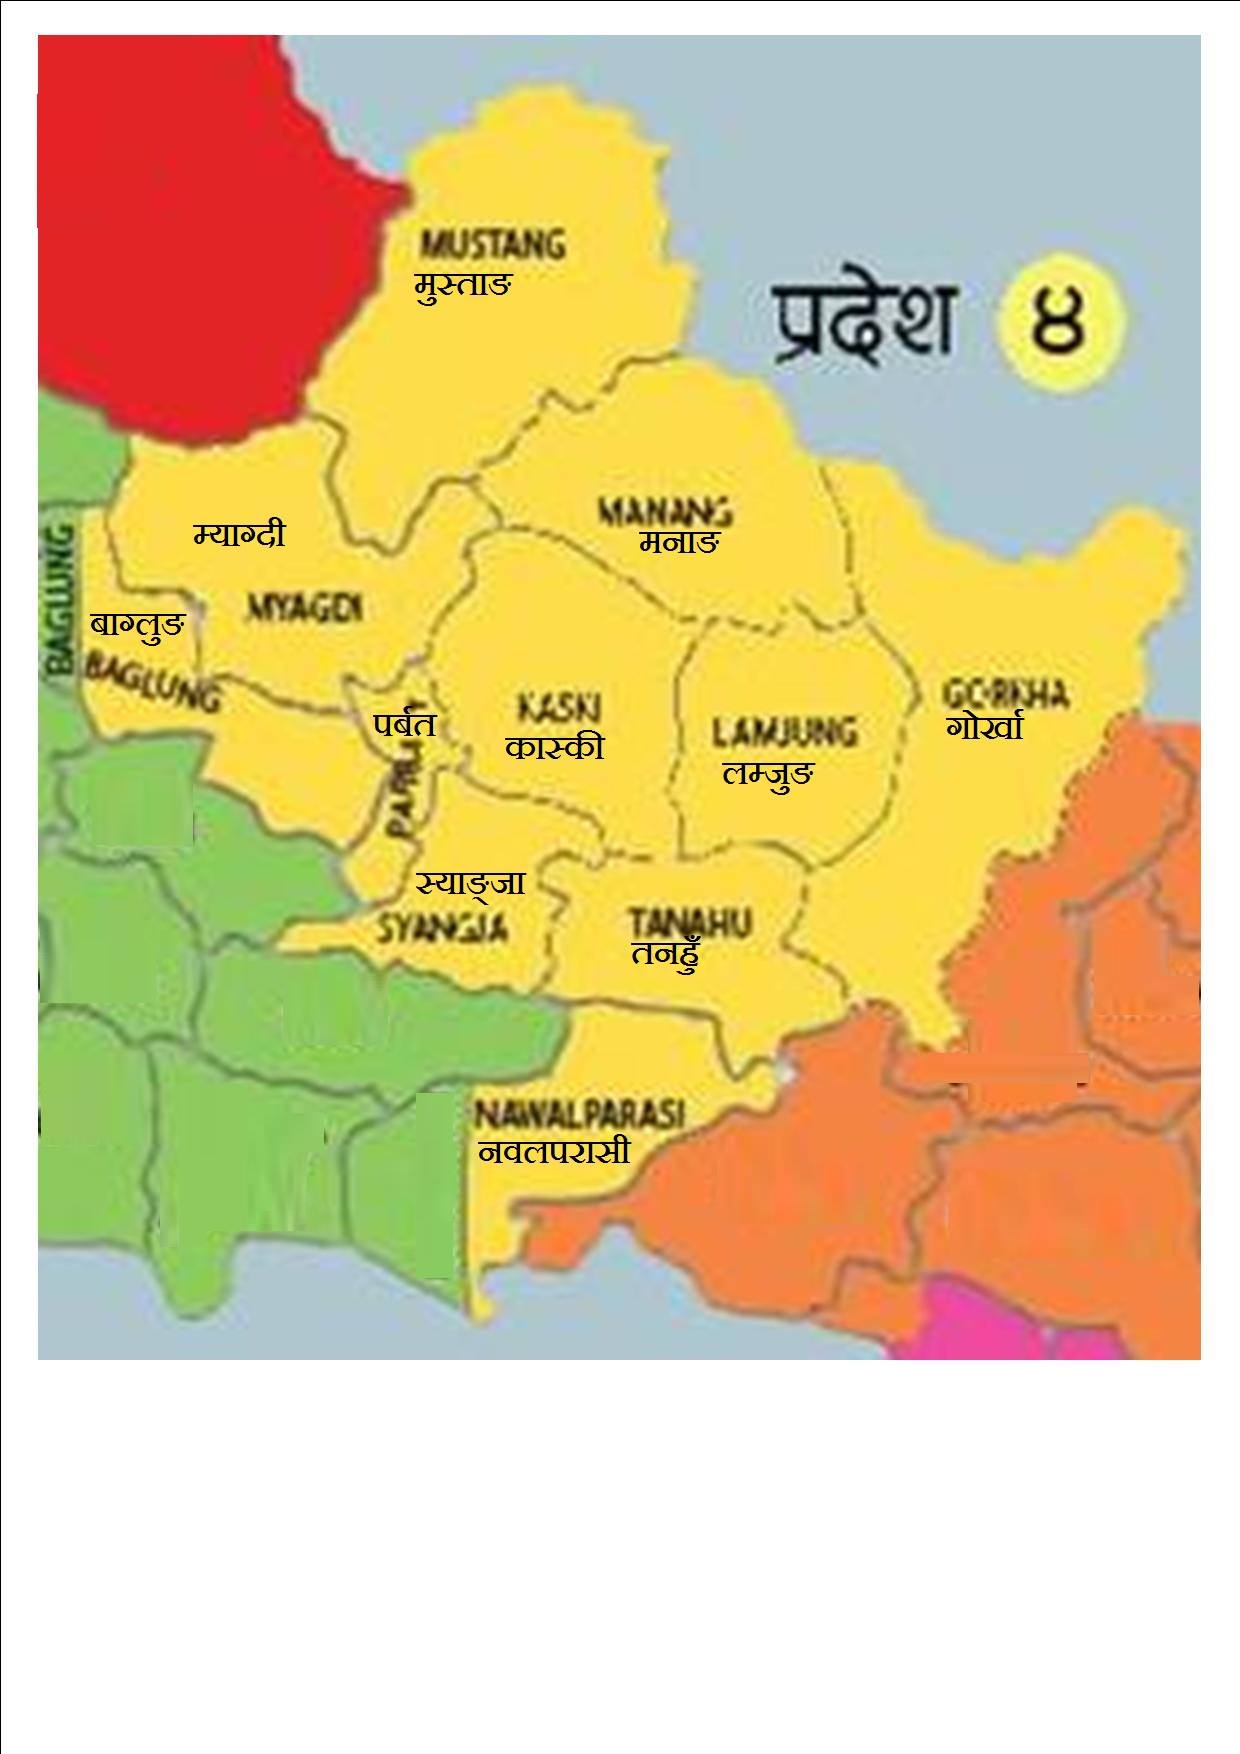 MUSTANG
मुस्ताङ
प्रदेश ४
MANANG
मनाङ
म्याग्दी
MYAGDI
BAGLUNG
बाग्लुङ
BAGLUNG
पर्बत
KASKI
कास्की
LAMJUNG
लम्जुङ
GORKHA
गोर्खा
स्याङ्जा
SYANGJA
TANAHU
तनहुँ
NAWALPARASI
नवलपरासी